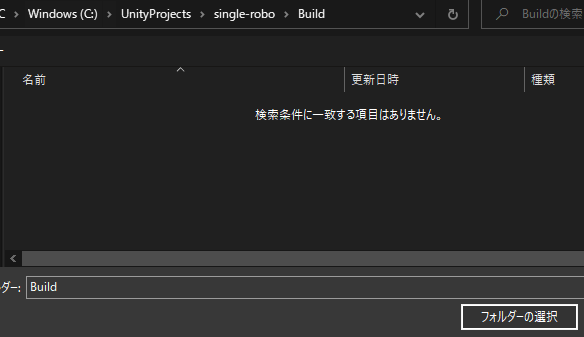 C > Windows (C:) > UnityProjects > single-robo > Build
Buildの検索
名前 更新日時 種類
検索条件に一致する項目はありません。
ダー: Build
フォルダーの選択